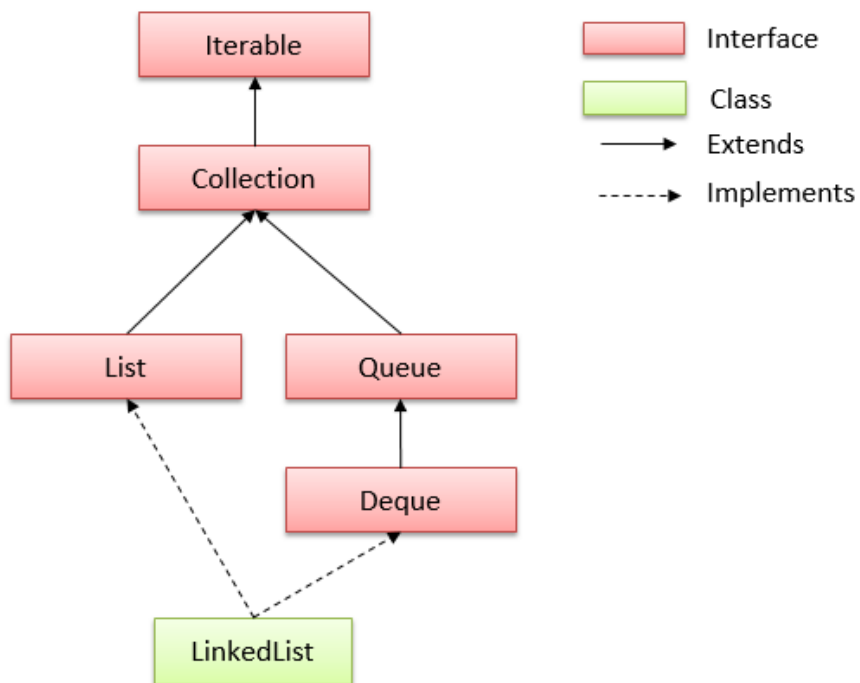 Iterable
Interface
Class
Extends
Implements
Collection
List
Queue
Deque
LinkedList